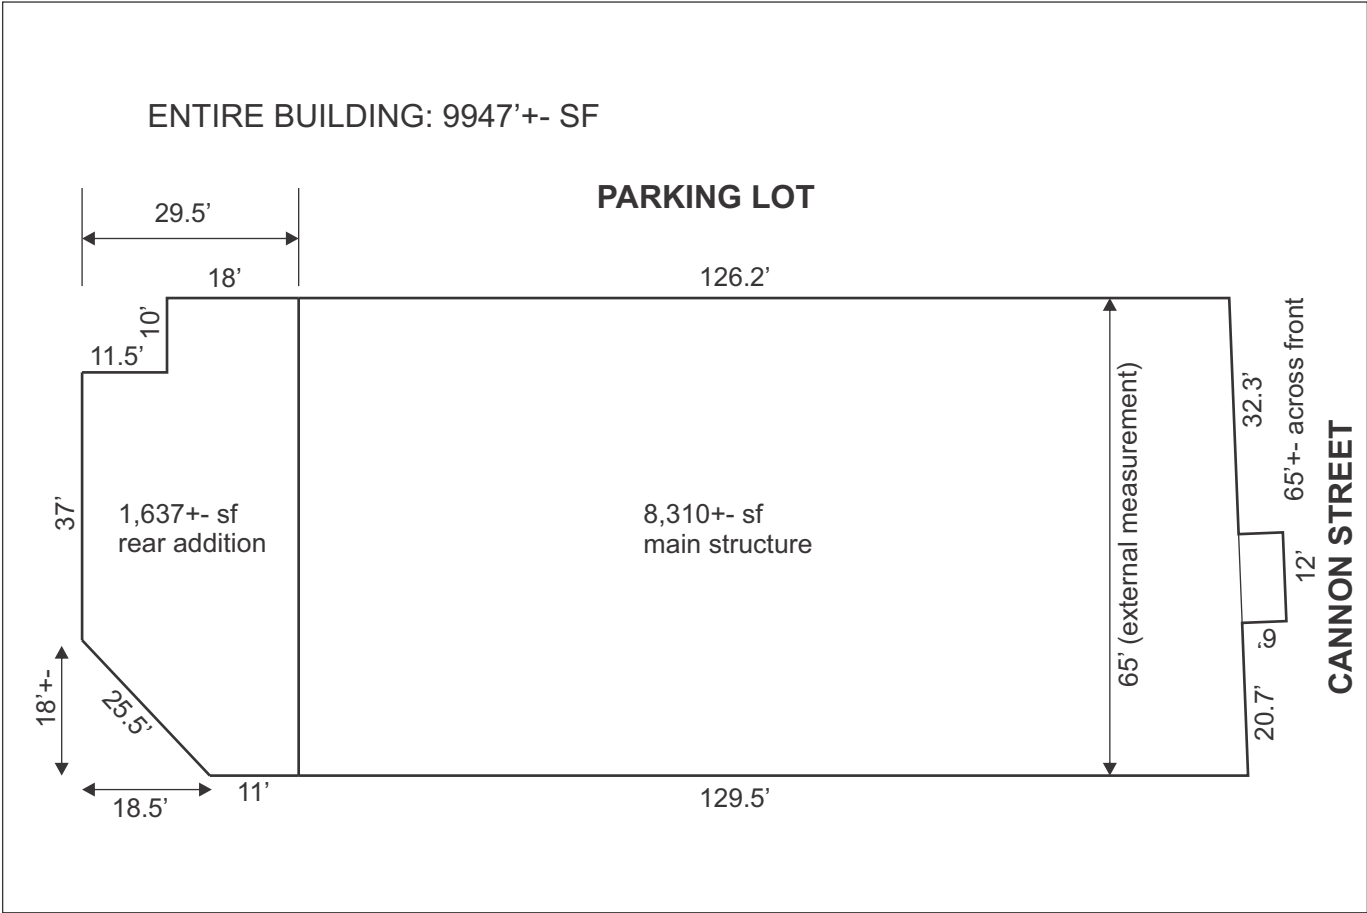 ENTIRE BUILDING: 9947’+- SF
PARKING LOT
29.5’
18’
126.2’
10’
11.5’
65’+- across front
32.3’
65’ (external measurement)
CANNON STREET
37’
1,637+- sf
rear addition
8,310+- sf
main structure
12’
18’+-
25.5’
20.7’
18.5’
11’
129.5’